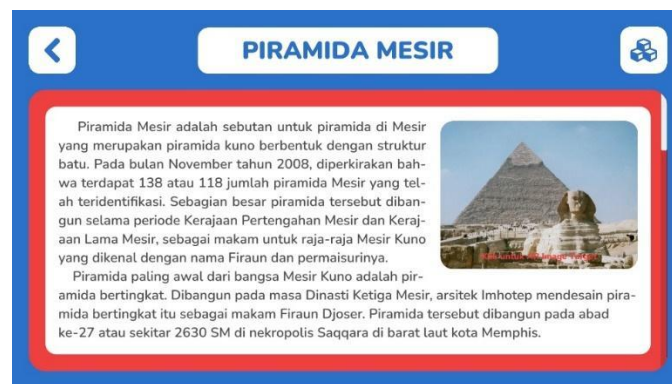 PIRAMIDA MESIR
Piramida Mesir adalah sebutan untuk piramida di Mesir
yang merupakan piramida kuno berbentuk dengan struktur
batu. Pada bulan November tahun 2008, diperkirakan bah-
wa terdapat 138 atau 118 jumlah piramida Mesir yang tel-
ah teridentifikasi. Sebagian besar piramida tersebut diban-
gun selama periode Kerajaan Pertengahan Mesir dan Keraj-
aan Lama Mesir, sebagai makam untuk raja-raja Mesir Kuno
yang dikenal dengan nama Firaun dan permaisurinya.
Piramida paling awal dari bangsa Mesir Kuno adalah pir-
amida bertingkat. Dibangun pada masa Dinasti Ketiga Mesir, arsitek Imhotep mendesain pira-
mida bertingkat itu sebagai makam Firaun Djoser. Piramida tersebut dibangun pada abad
ke-27 atau sekitar 2630 SM di nekropolis Saqqara di barat laut kota Memphis.